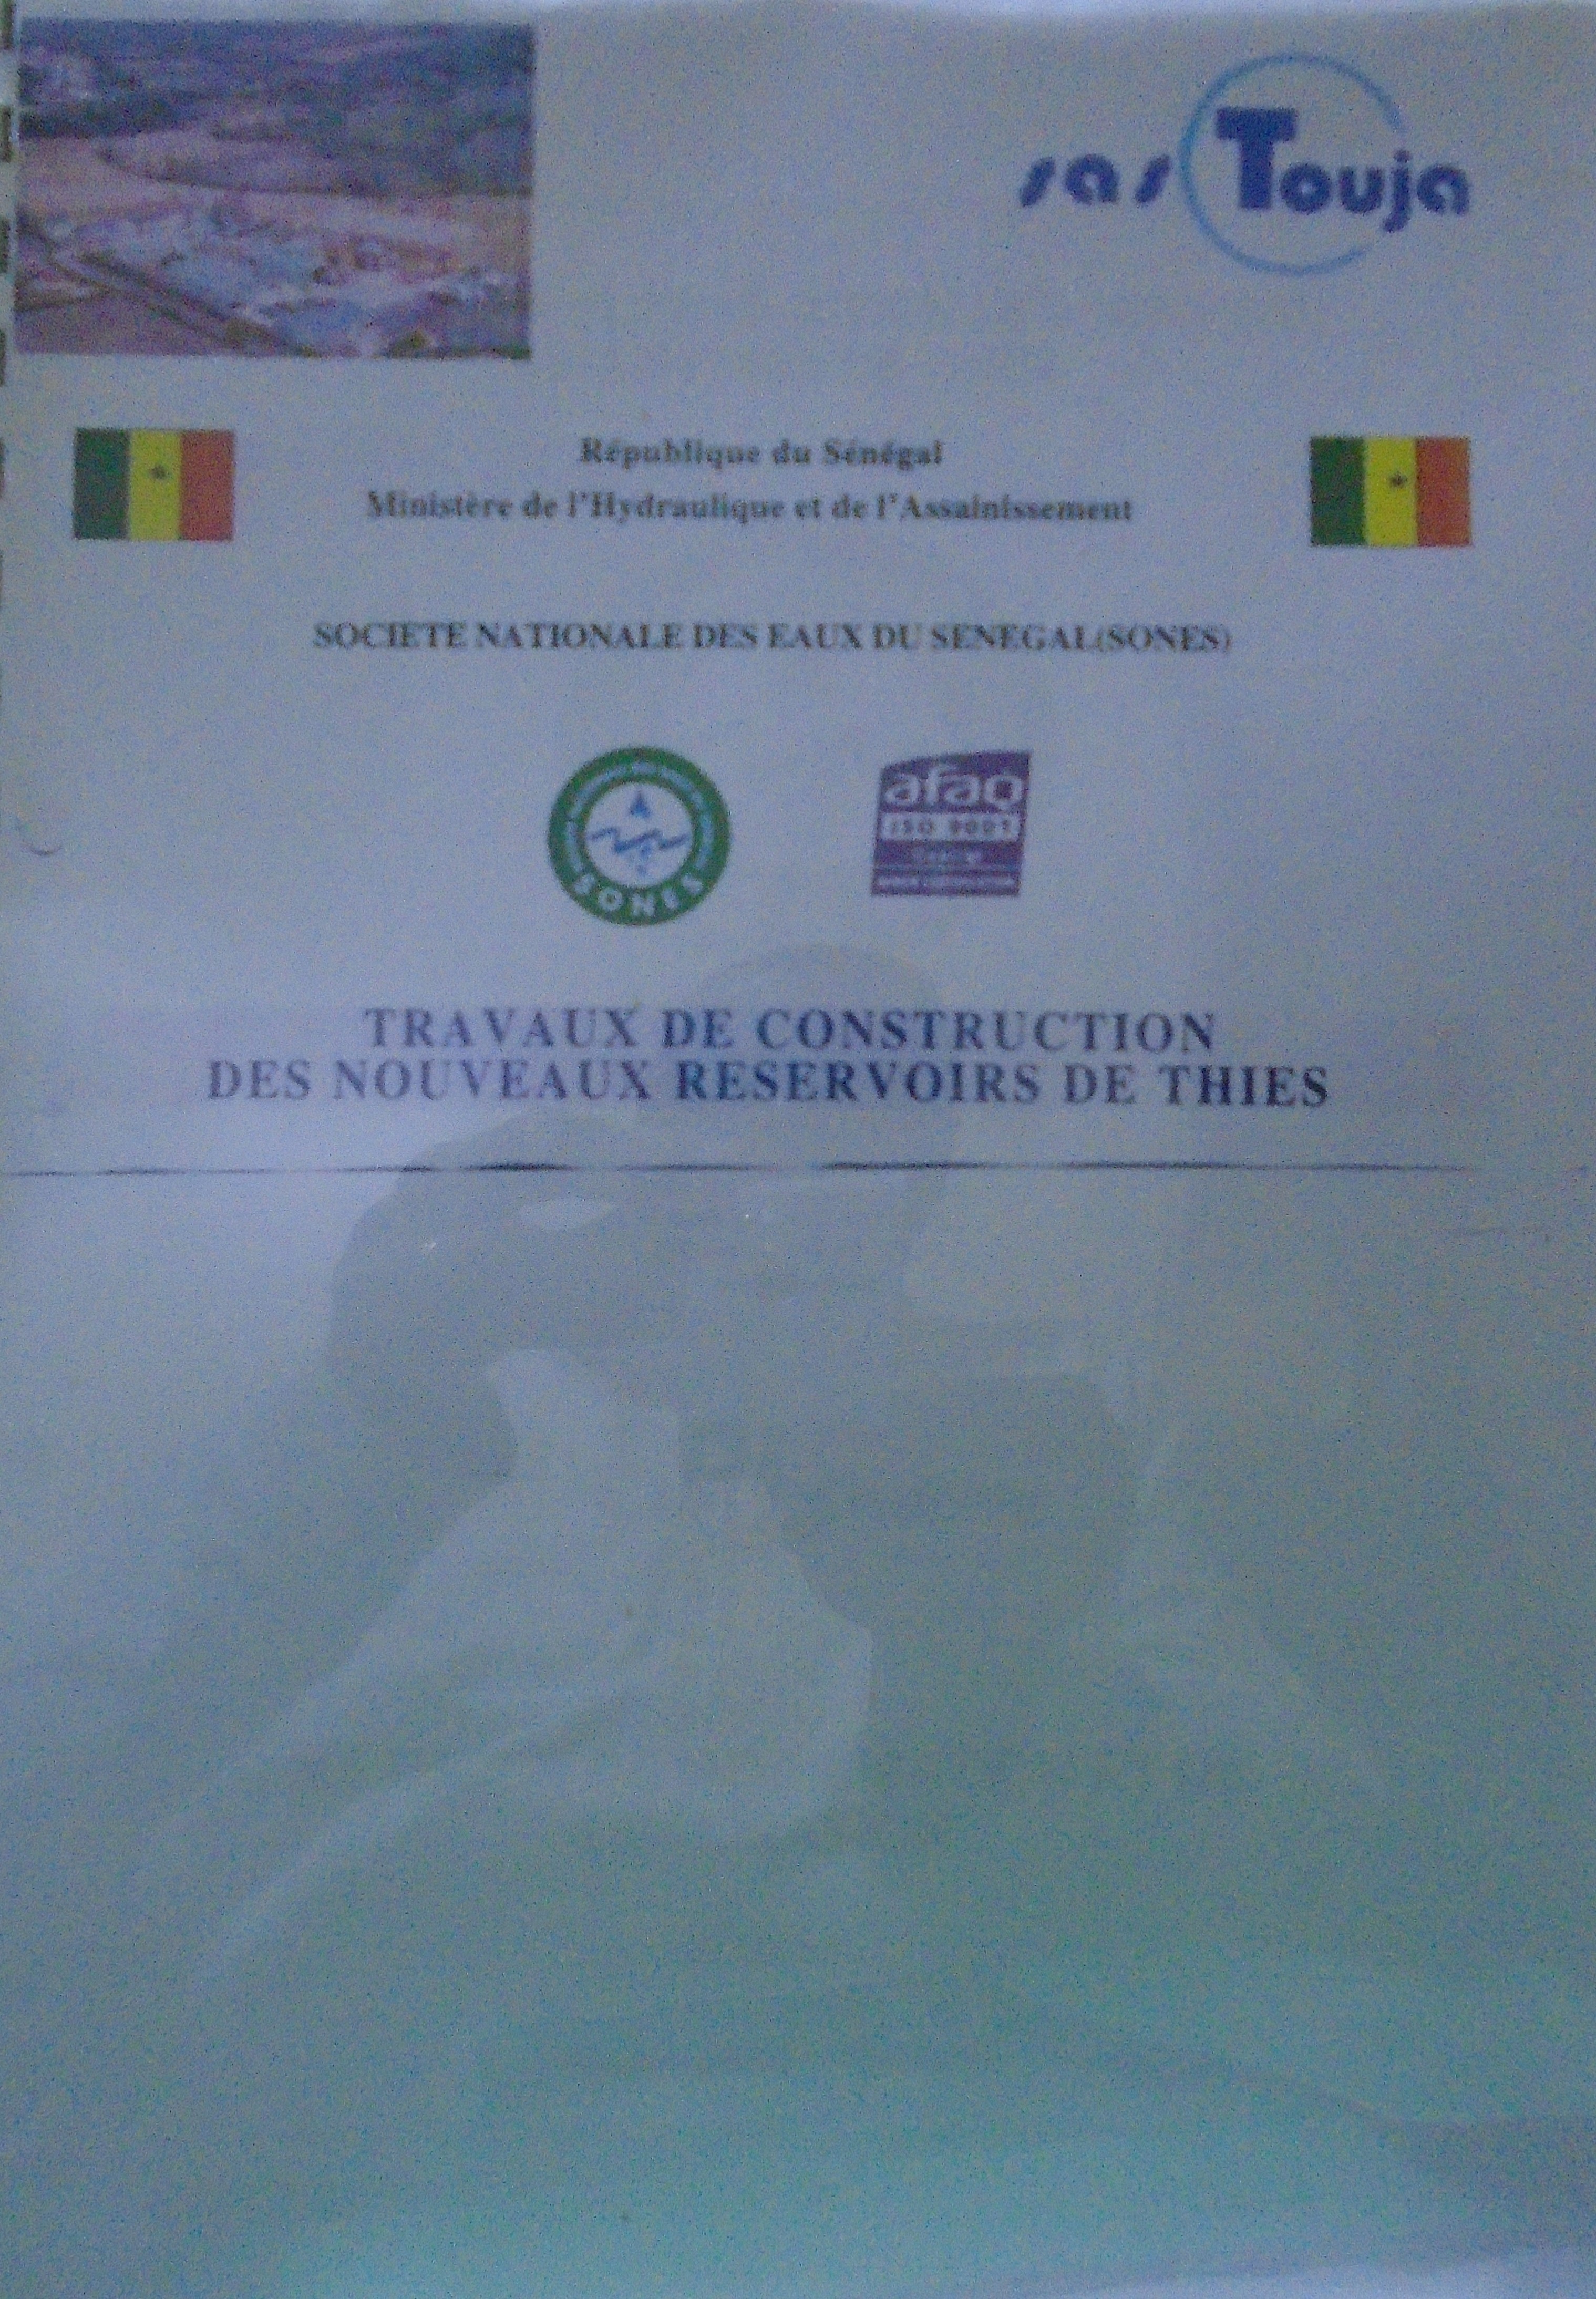 sas Touja
République du Sénégal
Ministère de l'Hydraulique et de l'Assainissement
SOCIETE NATIONALE DES EAUX DU SENEGAL(SONES)
SONES
afaq
ISO 9001
TRAVAUX DE CONSTRUCTION
DES NOUVEAUX RESERVOIRS DE THIES